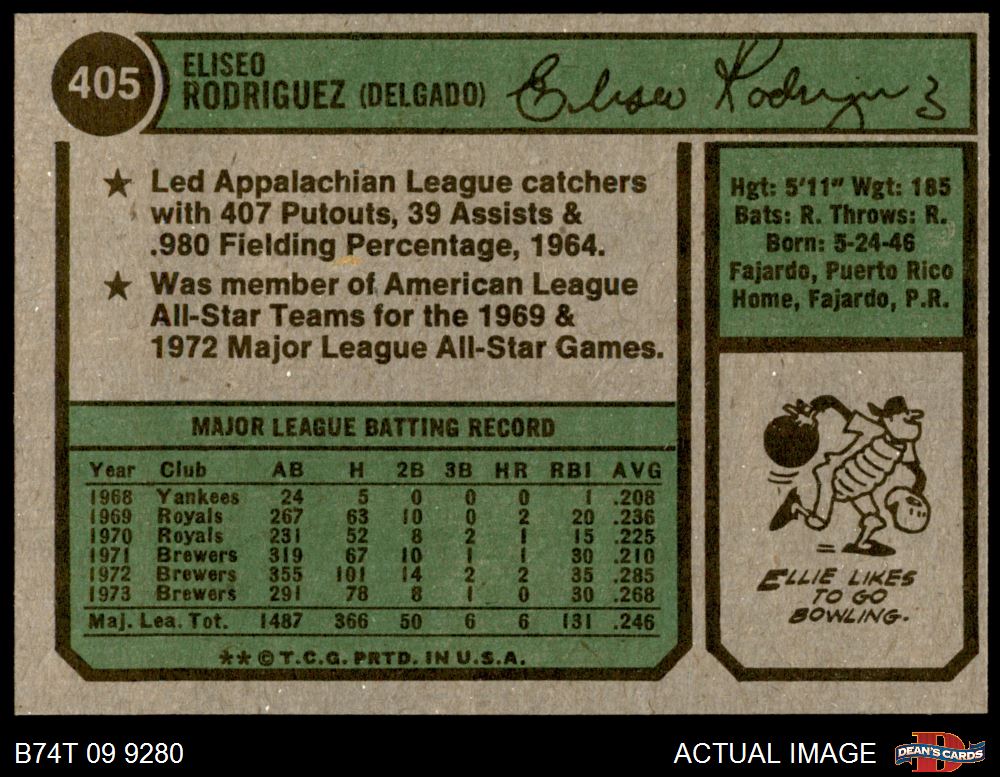 405
ELISEO
RODRIGUEZ (DELGADO)
Eliseo Rodriguez
★ Led Appalachian League catchers
with 407 Putouts, 39 Assists &
.980 Fielding Percentage, 1964.
★ Was member of American League
All-Star Teams for the 1969 &
1972 Major League All-Star Games.
Hgt: 5'11" Wgt: 185
Bats: R. Throws: R.
Born: 5-24-46
Fajardo, Puerto Rico
Home, Fajardo, P.R.
MAJOR LEAGUE BATTING RECORD
Year Club AB H 2B 3B HR RBI AVG
1968 Yankees 24 5 0 0 0 1 .208
1969 Royals 267 63 10 0 2 20 .236
1970 Royals 231 52 8 2 1 15 .225
1971 Brewers 319 67 10 1 1 30 .210
1972 Brewers 355 101 14 2 2 35 .285
1973 Brewers 291 78 8 1 0 30 .268
Maj. Lea. Tot. 1487 366 50 6 6 131 .246
** © T.C.G. PRTD. IN U.S.A.
ELLIE LIKES
TO GO
BOWLING.
B74T 09 9280
ACTUAL IMAGE
D
DEAN'S CARDS